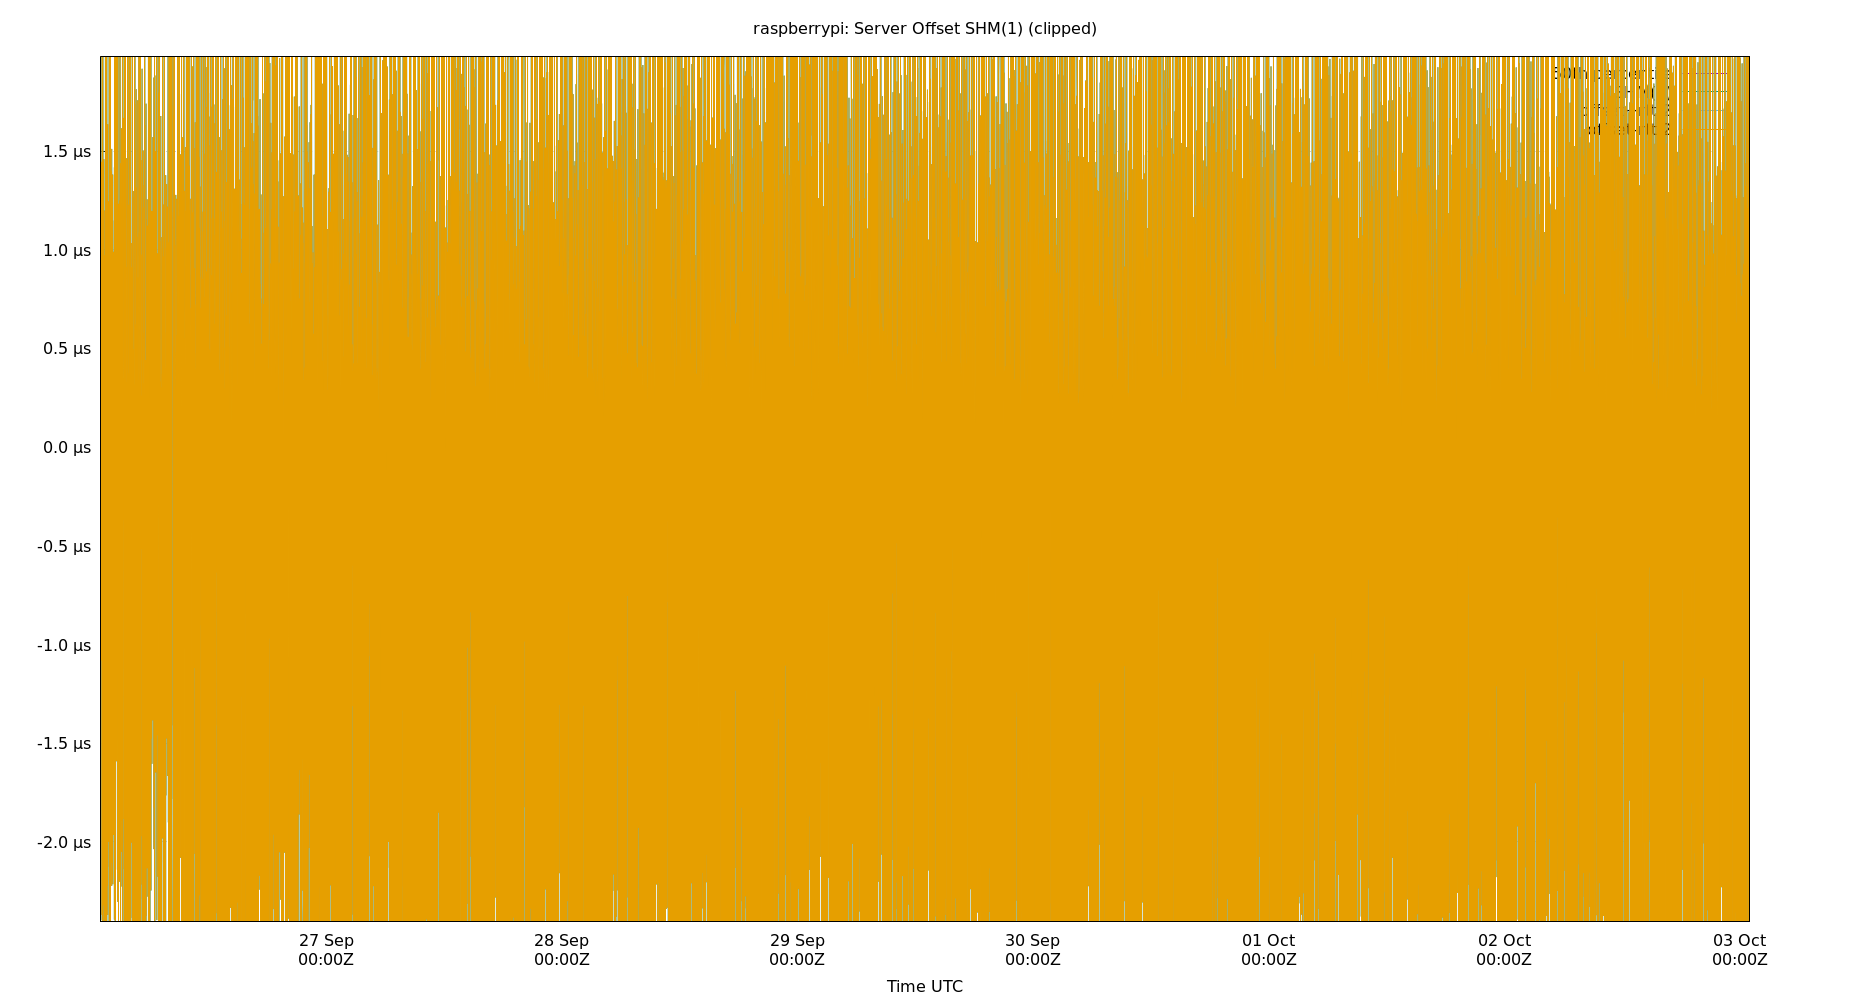 raspberrypi: Server Offset SHM(1) (clipped)
1.5 µs
1.0 µs
0.5 µs
0.0 µs
-0.5 µs
-1.0 µs
-1.5 µs
-2.0 µs
27 Sep 28 Sep 29 Sep 30 Sep 01 Oct 02 Oct 03 Oct
00:00Z 00:00Z 00:00Z 00:00Z 00:00Z 00:00Z 00:00Z
Time UTC